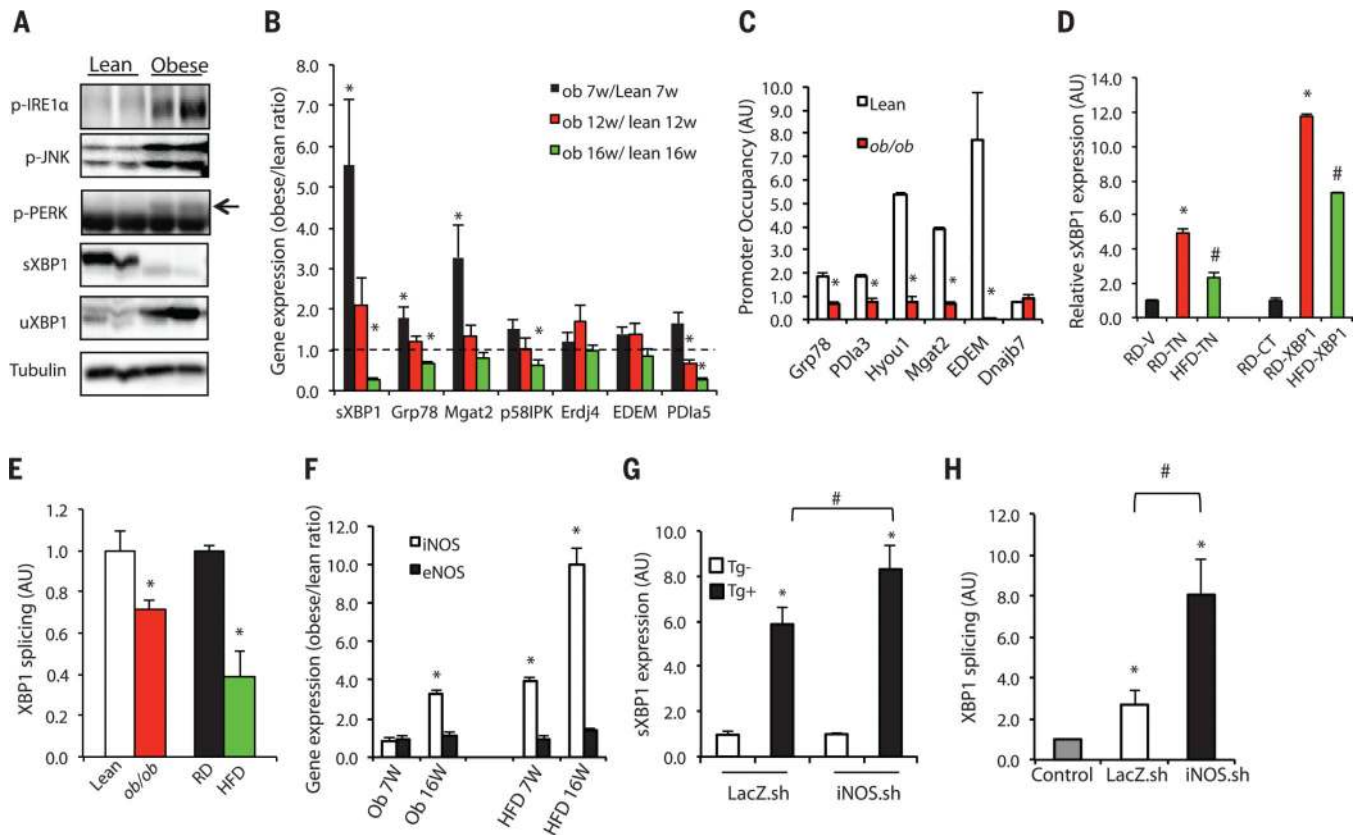 A
Lean Obese
p-IRE1α
p-JNK
p-PERK
sXBP1
uXBP1
Tubulin
B
Gene expression (obese/lean ratio)
8.0
7.0
6.0
5.0
4.0
3.0
2.0
1.0
0.0
ob 7w/Lean 7w
ob 12w/ lean 12w
ob 16w/ lean 16w
* * * * * * * *
sXBP1 Grp78 Mgat2 p58IPK Erdj4 EDEM PDIa5
C
Promoter Occupancy (AU)
10.0
9.0
8.0
7.0
6.0
5.0
4.0
3.0
2.0
1.0
0.0
Lean
ob/ob
* * * * *
Grp78 PDIa3 Hyou1 Mgat2 EDEM Dnajb7
D
Relative sXBP1 expression (AU)
14.0
12.0
10.0
8.0
6.0
4.0
2.0
0.0
* # * #
RD-V RD-TN HFD-TN RD-CT RD-XBP1 HFD-XBP1
E
XBP1 splicing (AU)
1.2
1.0
0.8
0.6
0.4
0.2
0.0
* *
Lean ob/ob RD HFD
F
Gene expression (obese/lean ratio)
12.0
10.0
8.0
6.0
4.0
2.0
0.0
iNOS
eNOS
* * *
Ob 7W Ob 16W HFD 7W HFD 16W
G
sXBP1 expression (AU)
10.0
8.0
6.0
4.0
2.0
0.0
#
Tg-
Tg+
* *
LacZ.sh iNOS.sh
H
XBP1 splicing (AU)
12.0
10.0
8.0
6.0
4.0
2.0
0.0
#
* *
Control LacZ.sh iNOS.sh